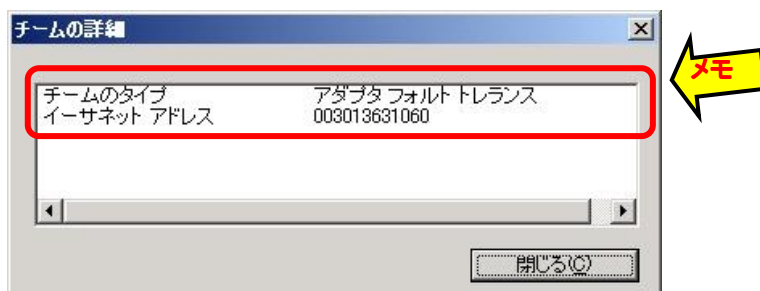 チームの詳細
メモ
チームのタイプ アダプタ フォルト トレランス
イーサネット アドレス 003013631060
閉じる(C)